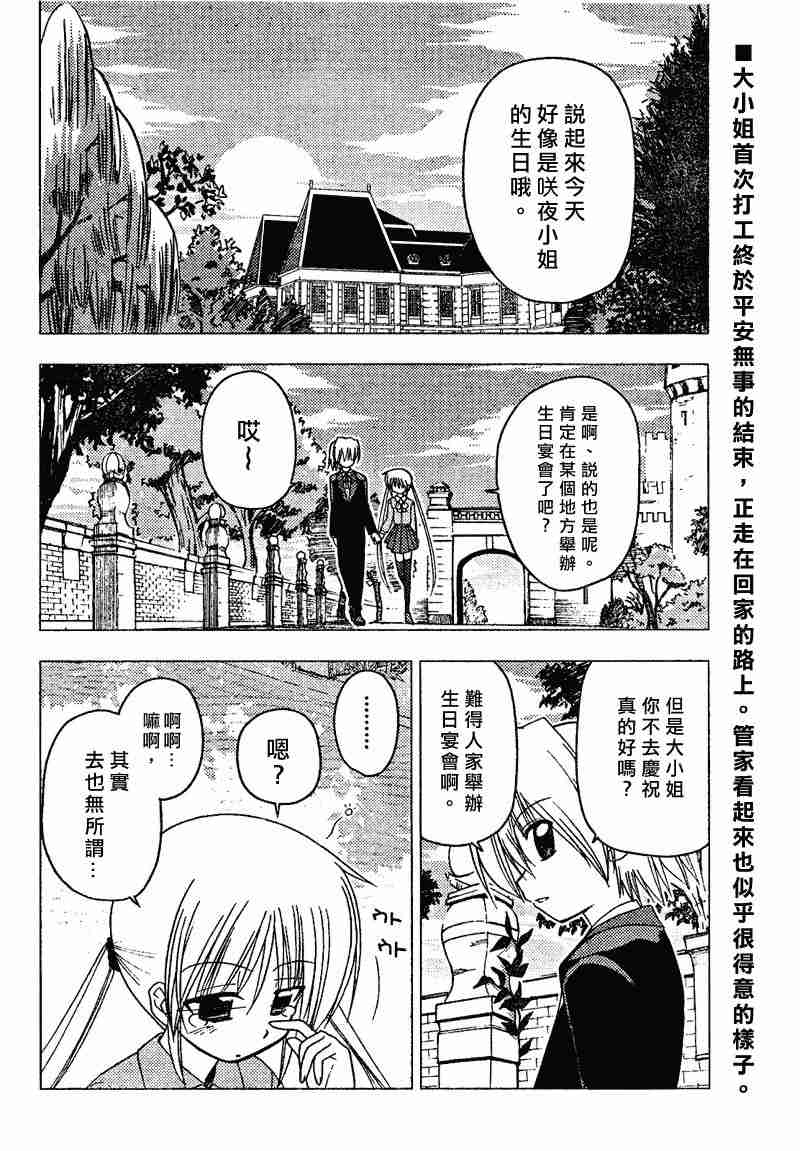 ■大小姐首次打工終於平安無事的結束，正走在回家的路上。管家看起來也似乎很得意的樣子。
說起來今天
好像是咲夜小姐
的生日哦。
是啊、説的也是呢。
肯定在某個地方舉辦
生日宴會了吧？
哎～
但是大小姐
你不去慶祝
真的好嗎？
難得人家舉辦
生日宴會啊。
………
嗯？
啊啊…
嘛啊，
其實
去也無所謂…
ウト
ウト